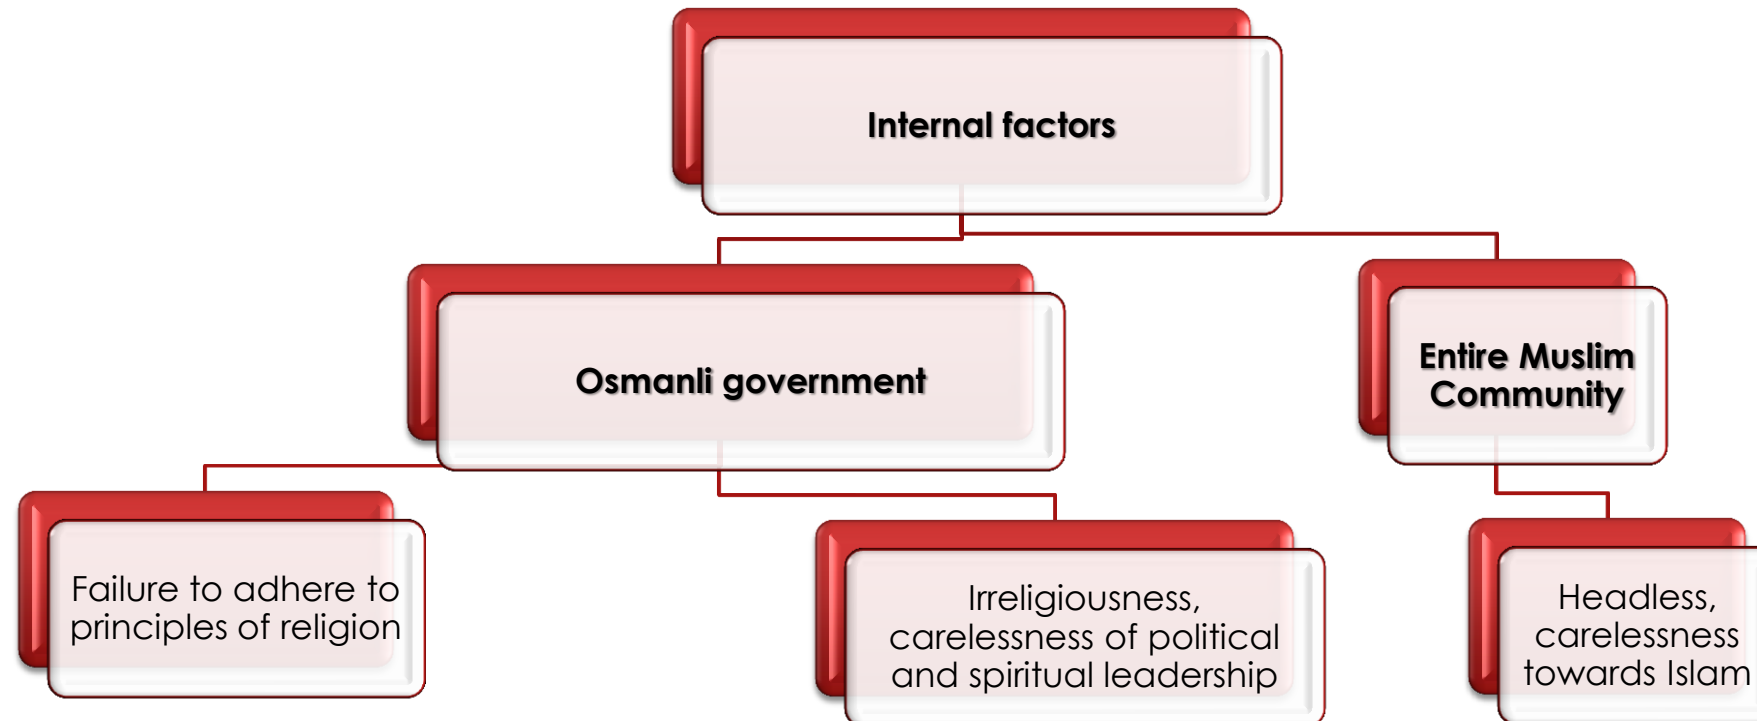 Internal factors
Osmanli government
Entire Muslim
Community
Failure to adhere to
principles of religion
Irreligiousness,
carelessness of political
and spiritual leadership
Headless,
carelessness
towards Islam